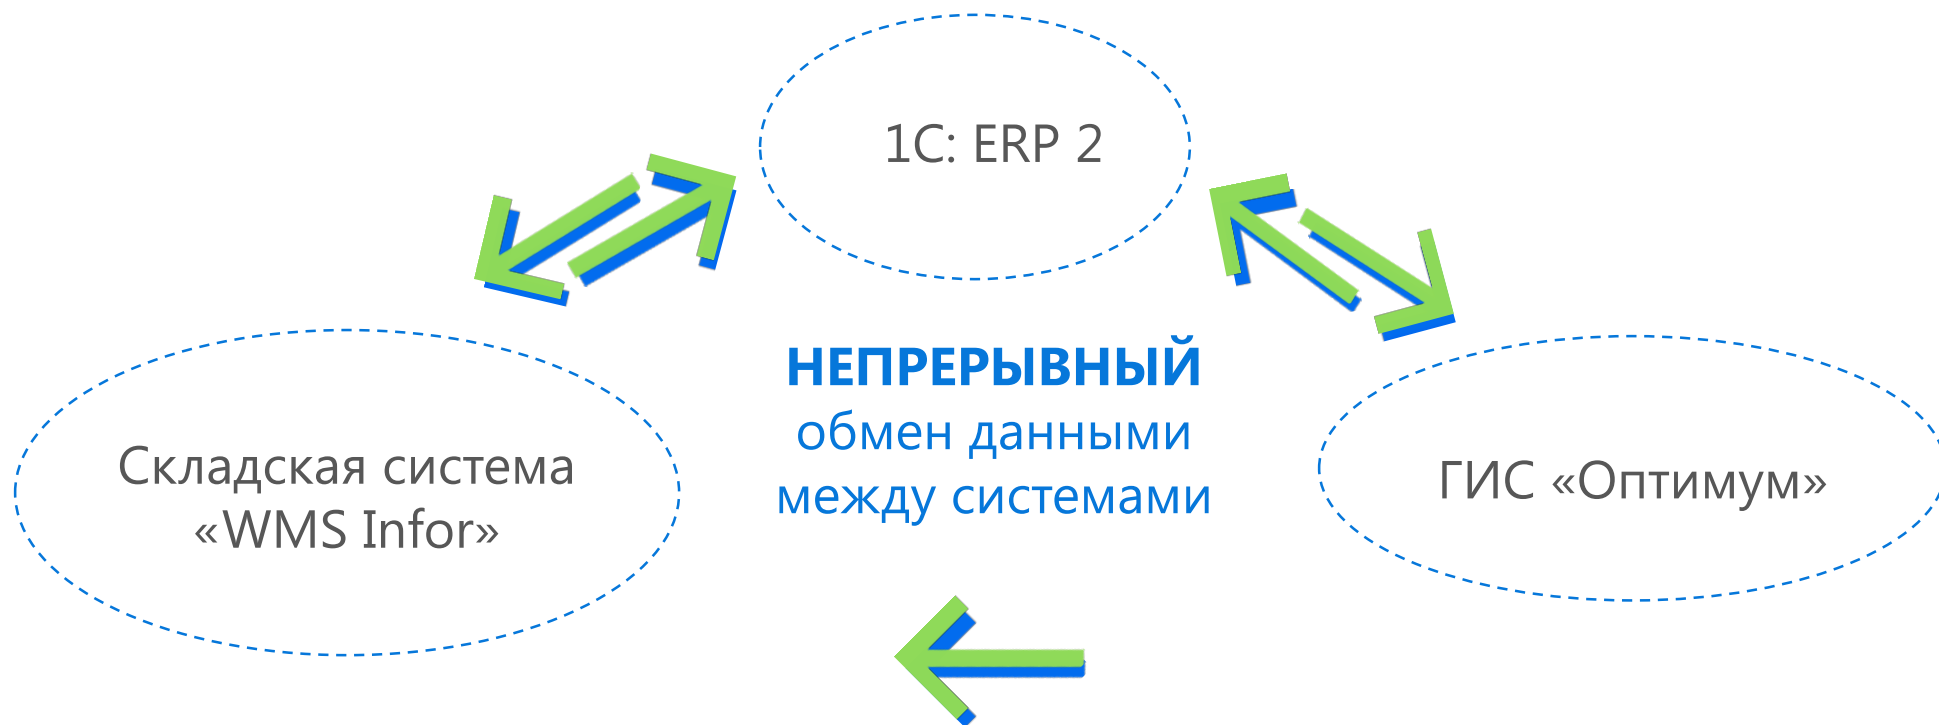 1С: ERP 2
НЕПРЕРЫВНЫЙ
обмен данными
между системами
Складская система
«WMS Infor»
ГИС «Оптимум»